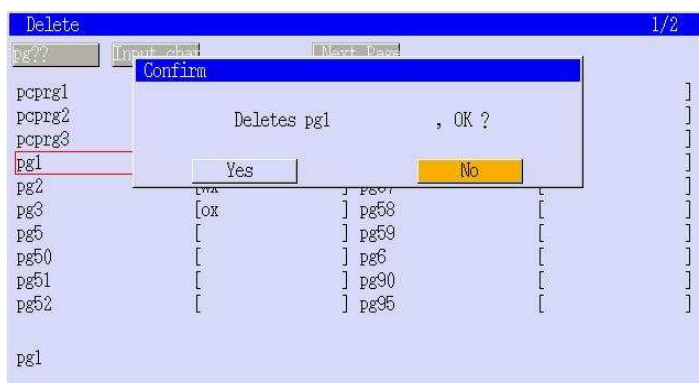 Delete 1/2
pg?? Input char Next Page
Confirm
Deletes pg1 , OK ?
Yes No
pcprg1 ]
pcprg2 ]
pcprg3 ]
pg1 ]
pg2 [wx ]
pg3 [ox ] pg58 [ ]
pg5 [ ] pg59 [ ]
pg50 [ ] pg6 [ ]
pg51 [ ] pg90 [ ]
pg52 [ ] pg95 [ ]
pg1